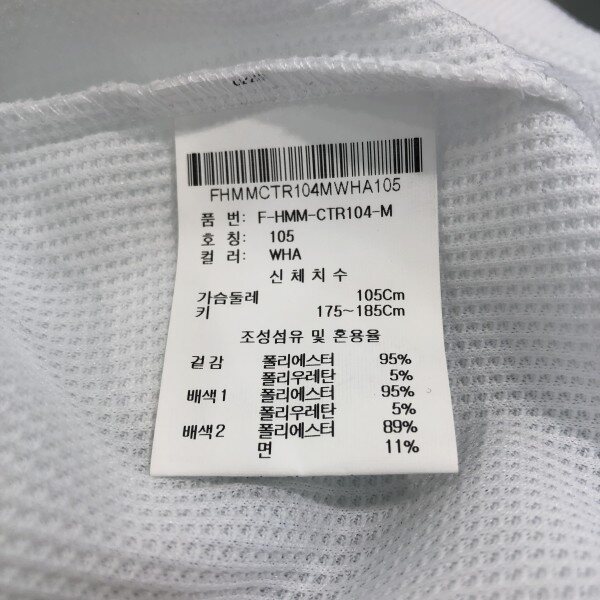 FHMMCTR104MWHA105
품 번: F-HMM-CTR104-M
호 칭: 105
컬 러: WHA
신체치수
가슴둘레 105Cm
키 175~185Cm
조성섬유 및 혼용율
겉감 폴리에스터 95%
폴리우레탄 5%
배색1 폴리에스터 95%
폴리우레탄 5%
배색2 폴리에스터 89%
면 11%